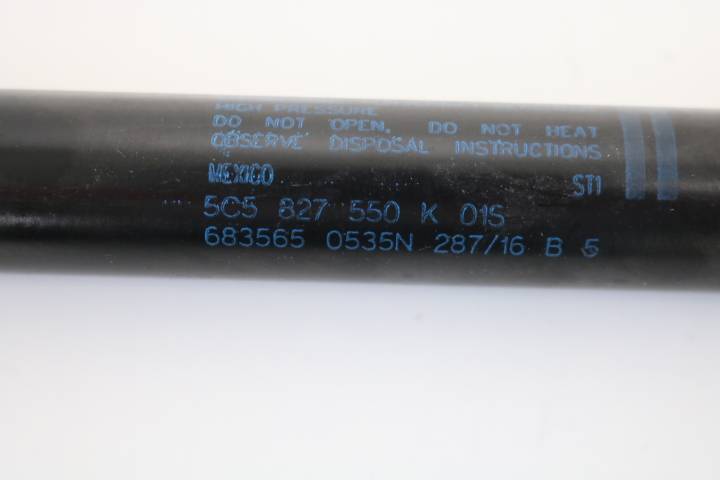 HIGH PRESSURE
DO NOT OPEN. DO NOT HEAT
OBSERVE DISPOSAL INSTRUCTIONS
MEXICO ST1
5C5 827 550 K 01S
683565 0535N 287/16 B 5